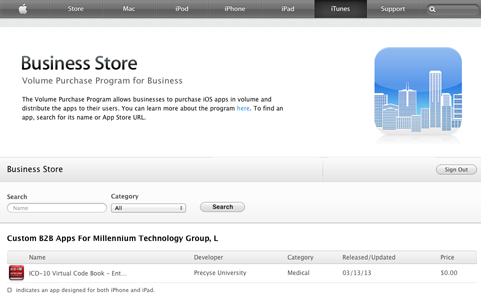 Store Mac iPod iPhone iPad iTunes Support
Business Store
Volume Purchase Program for Business
The Volume Purchase Program allows businesses to purchase iOS apps in volume and
distribute the apps to their users. You can learn more about the program here. To find an
app, search for its name or App Store URL.
Business Store Sign Out
Search Category
Name All Search
Custom B2B Apps For Millennium Technology Group, L
Name Developer Category Released/Updated Price
ICD-10 Virtual Code Book - Ent... Precyse University Medical 03/13/13 $0.00
indicates an app designed for both iPhone and iPad.